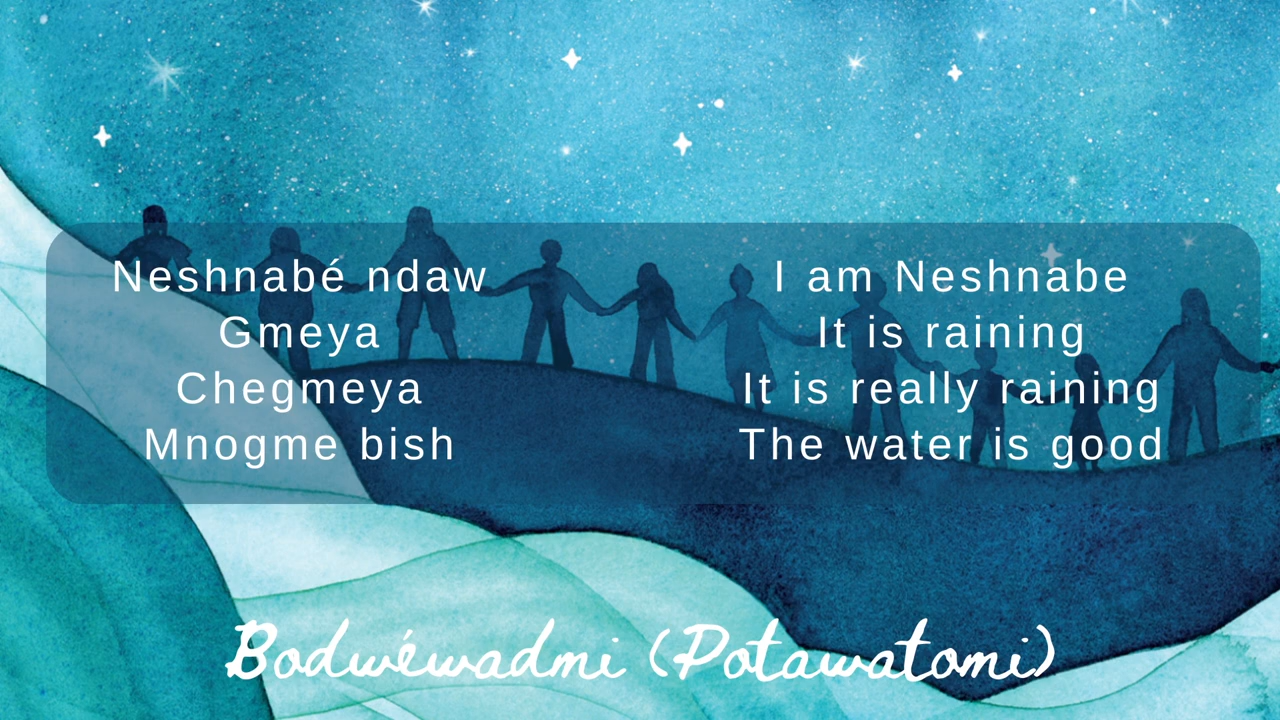 Neshnabé ndaw
Gmeya
Chegmeya
Mnogme bish
I am Neshnabe
It is raining
It is really raining
The water is good
Bodwéwadmi (Potawatomi)